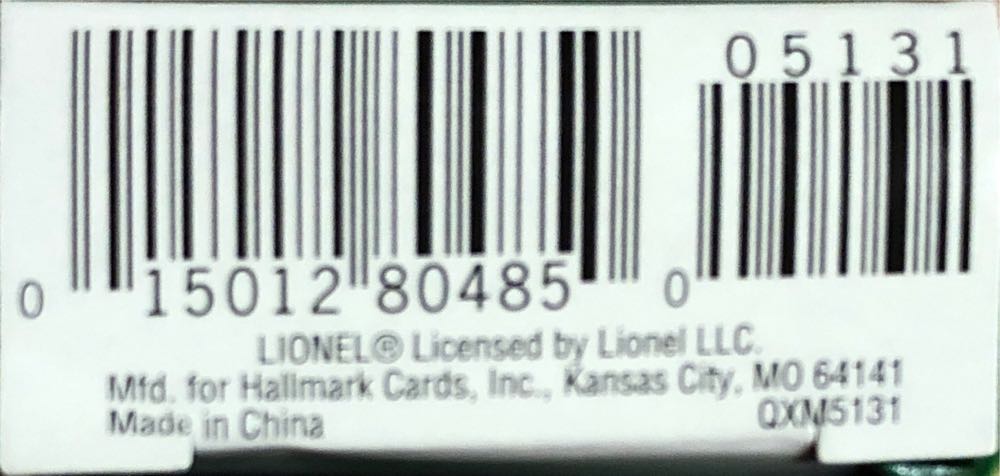 05131
0 15012 80485 0
LIONEL® Licensed by Lionel LLC.
Mfd. for Hallmark Cards, Inc., Kansas City, MO 64141
Made in China QXM5131